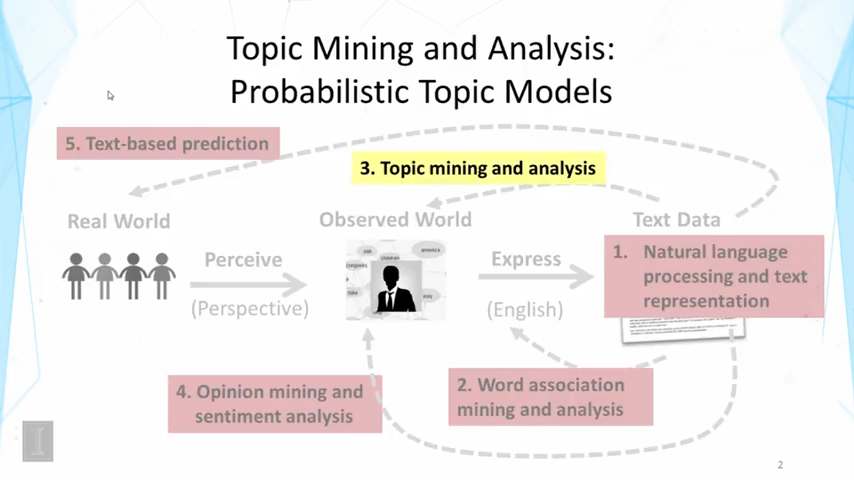 Topic Mining and Analysis:
Probabilistic Topic Models
5. Text-based prediction
3. Topic mining and analysis
Real World
Observed World
Text Data
Perceive
(Perspective)
Express
(English)
1. Natural language
processing and text
representation
4. Opinion mining and
sentiment analysis
2. Word association
mining and analysis
I
2